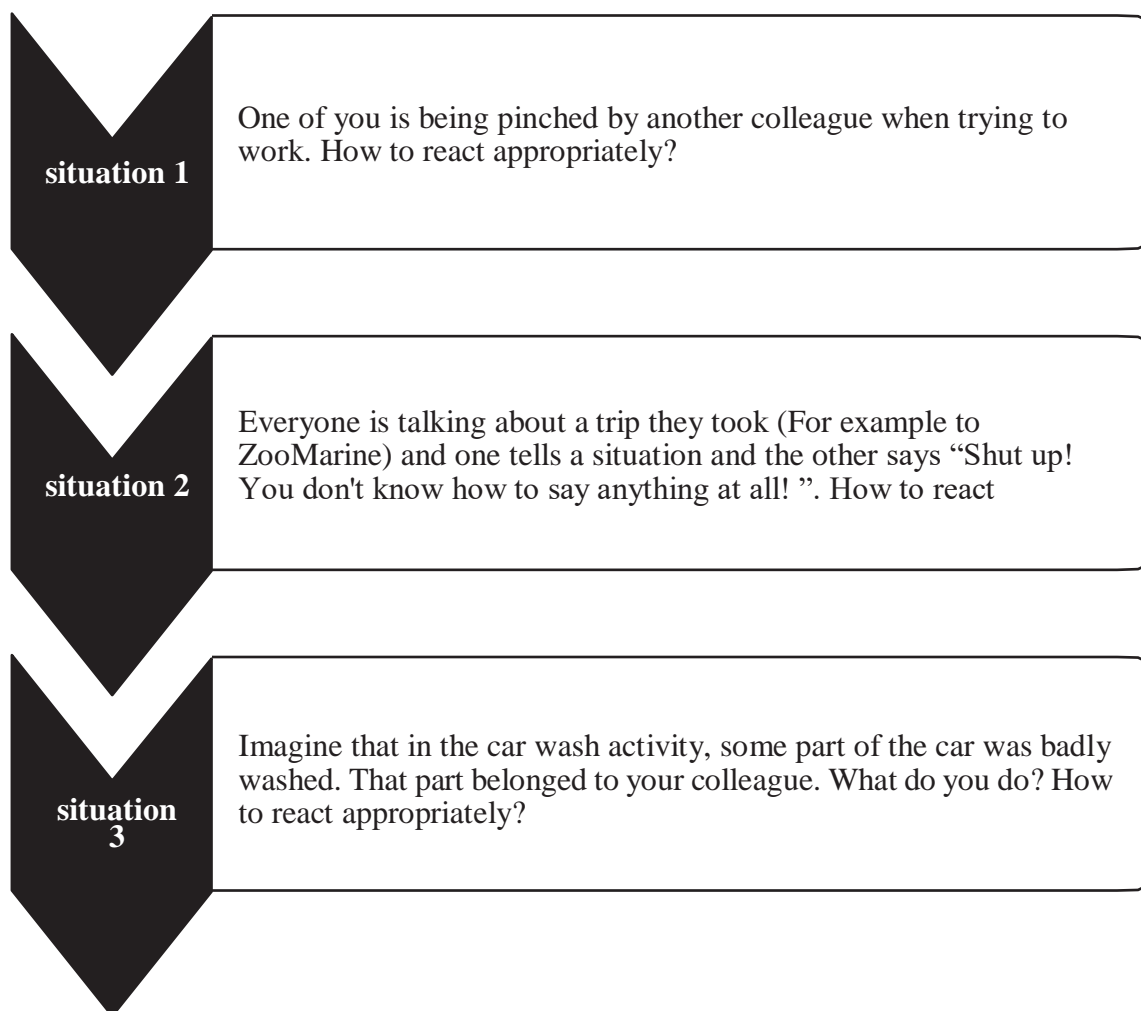 situation 1
One of you is being pinched by another colleague when trying to
work. How to react appropriately?
situation 2
Everyone is talking about a trip they took (For example to
ZooMarine) and one tells a situation and the other says “Shut up!
You don't know how to say anything at all! ”. How to react
situation
3
Imagine that in the car wash activity, some part of the car was badly
washed. That part belonged to your colleague. What do you do? How
to react appropriately?